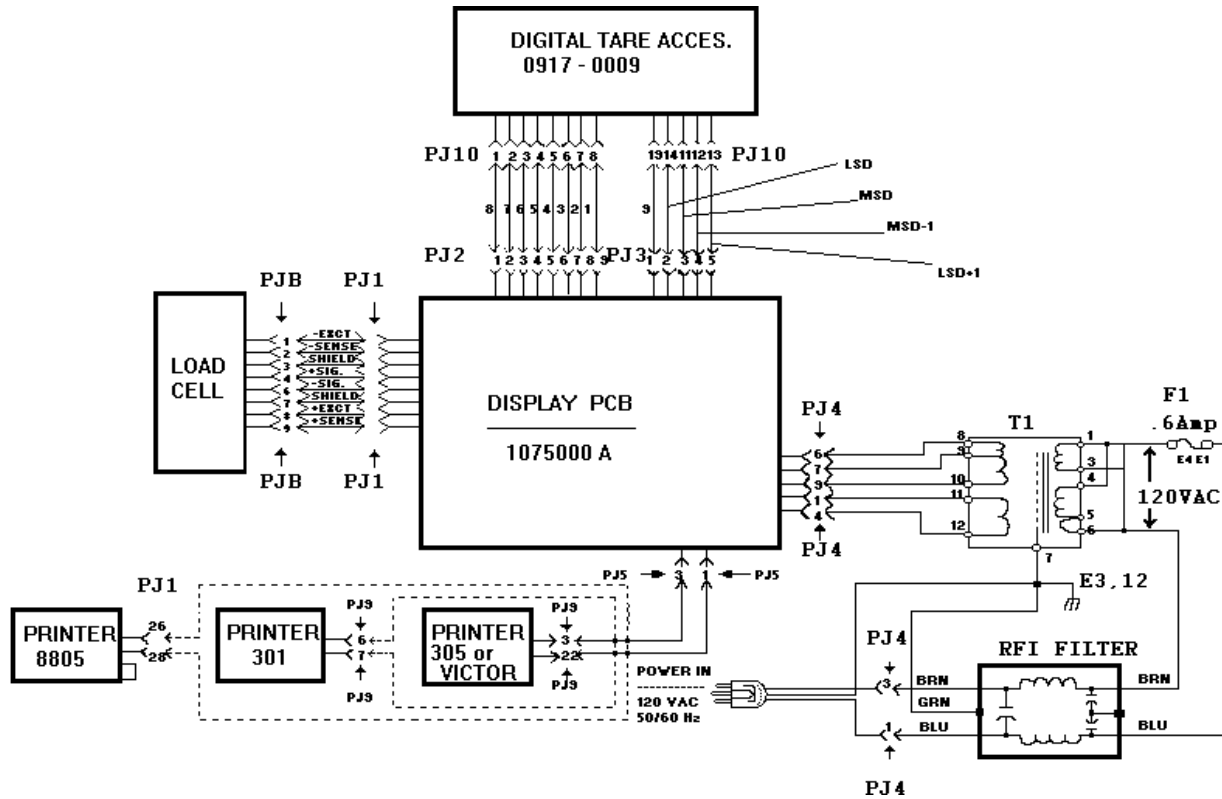 DIGITAL TARE ACCES.
0917 - 0009
PJ10
1 2 3 4 5 6 7 8
19 14 11 12 13
PJ10
LSD
MSD
MSD-1
LSD+1
8 7 6 5 4 3 2 1
9
PJ2
1 2 3 4 5 6 7 8 9
PJ3
1 2 3 4 5
PJB
PJ1
LOAD
CELL
1 -EXCT
2 -SENSE
3 SHIELD
4 +SIG.
6 -SIG.
7 SHIELD
8 +EXCT
9 +SENSE
PJB
PJ1
DISPLAY PCB
1075000 A
PJ4
6
7
9
1
4
PJ4
T1
8
9
10
11
12
1
3
4
5
6
7
F1
.6Amp
E4 E1
120VAC
E3,12
PJ5
3
1
PJ5
PJ1
PRINTER
8805
26
28
PRINTER
301
PJ9
6
7
PJ9
PRINTER
305 or
VICTOR
PJ9
3
22
PJ9
POWER IN
120 VAC
50/60 Hz
PJ4
3
BRN
GRN
1
BLU
PJ4
RFI FILTER
BRN
BLU